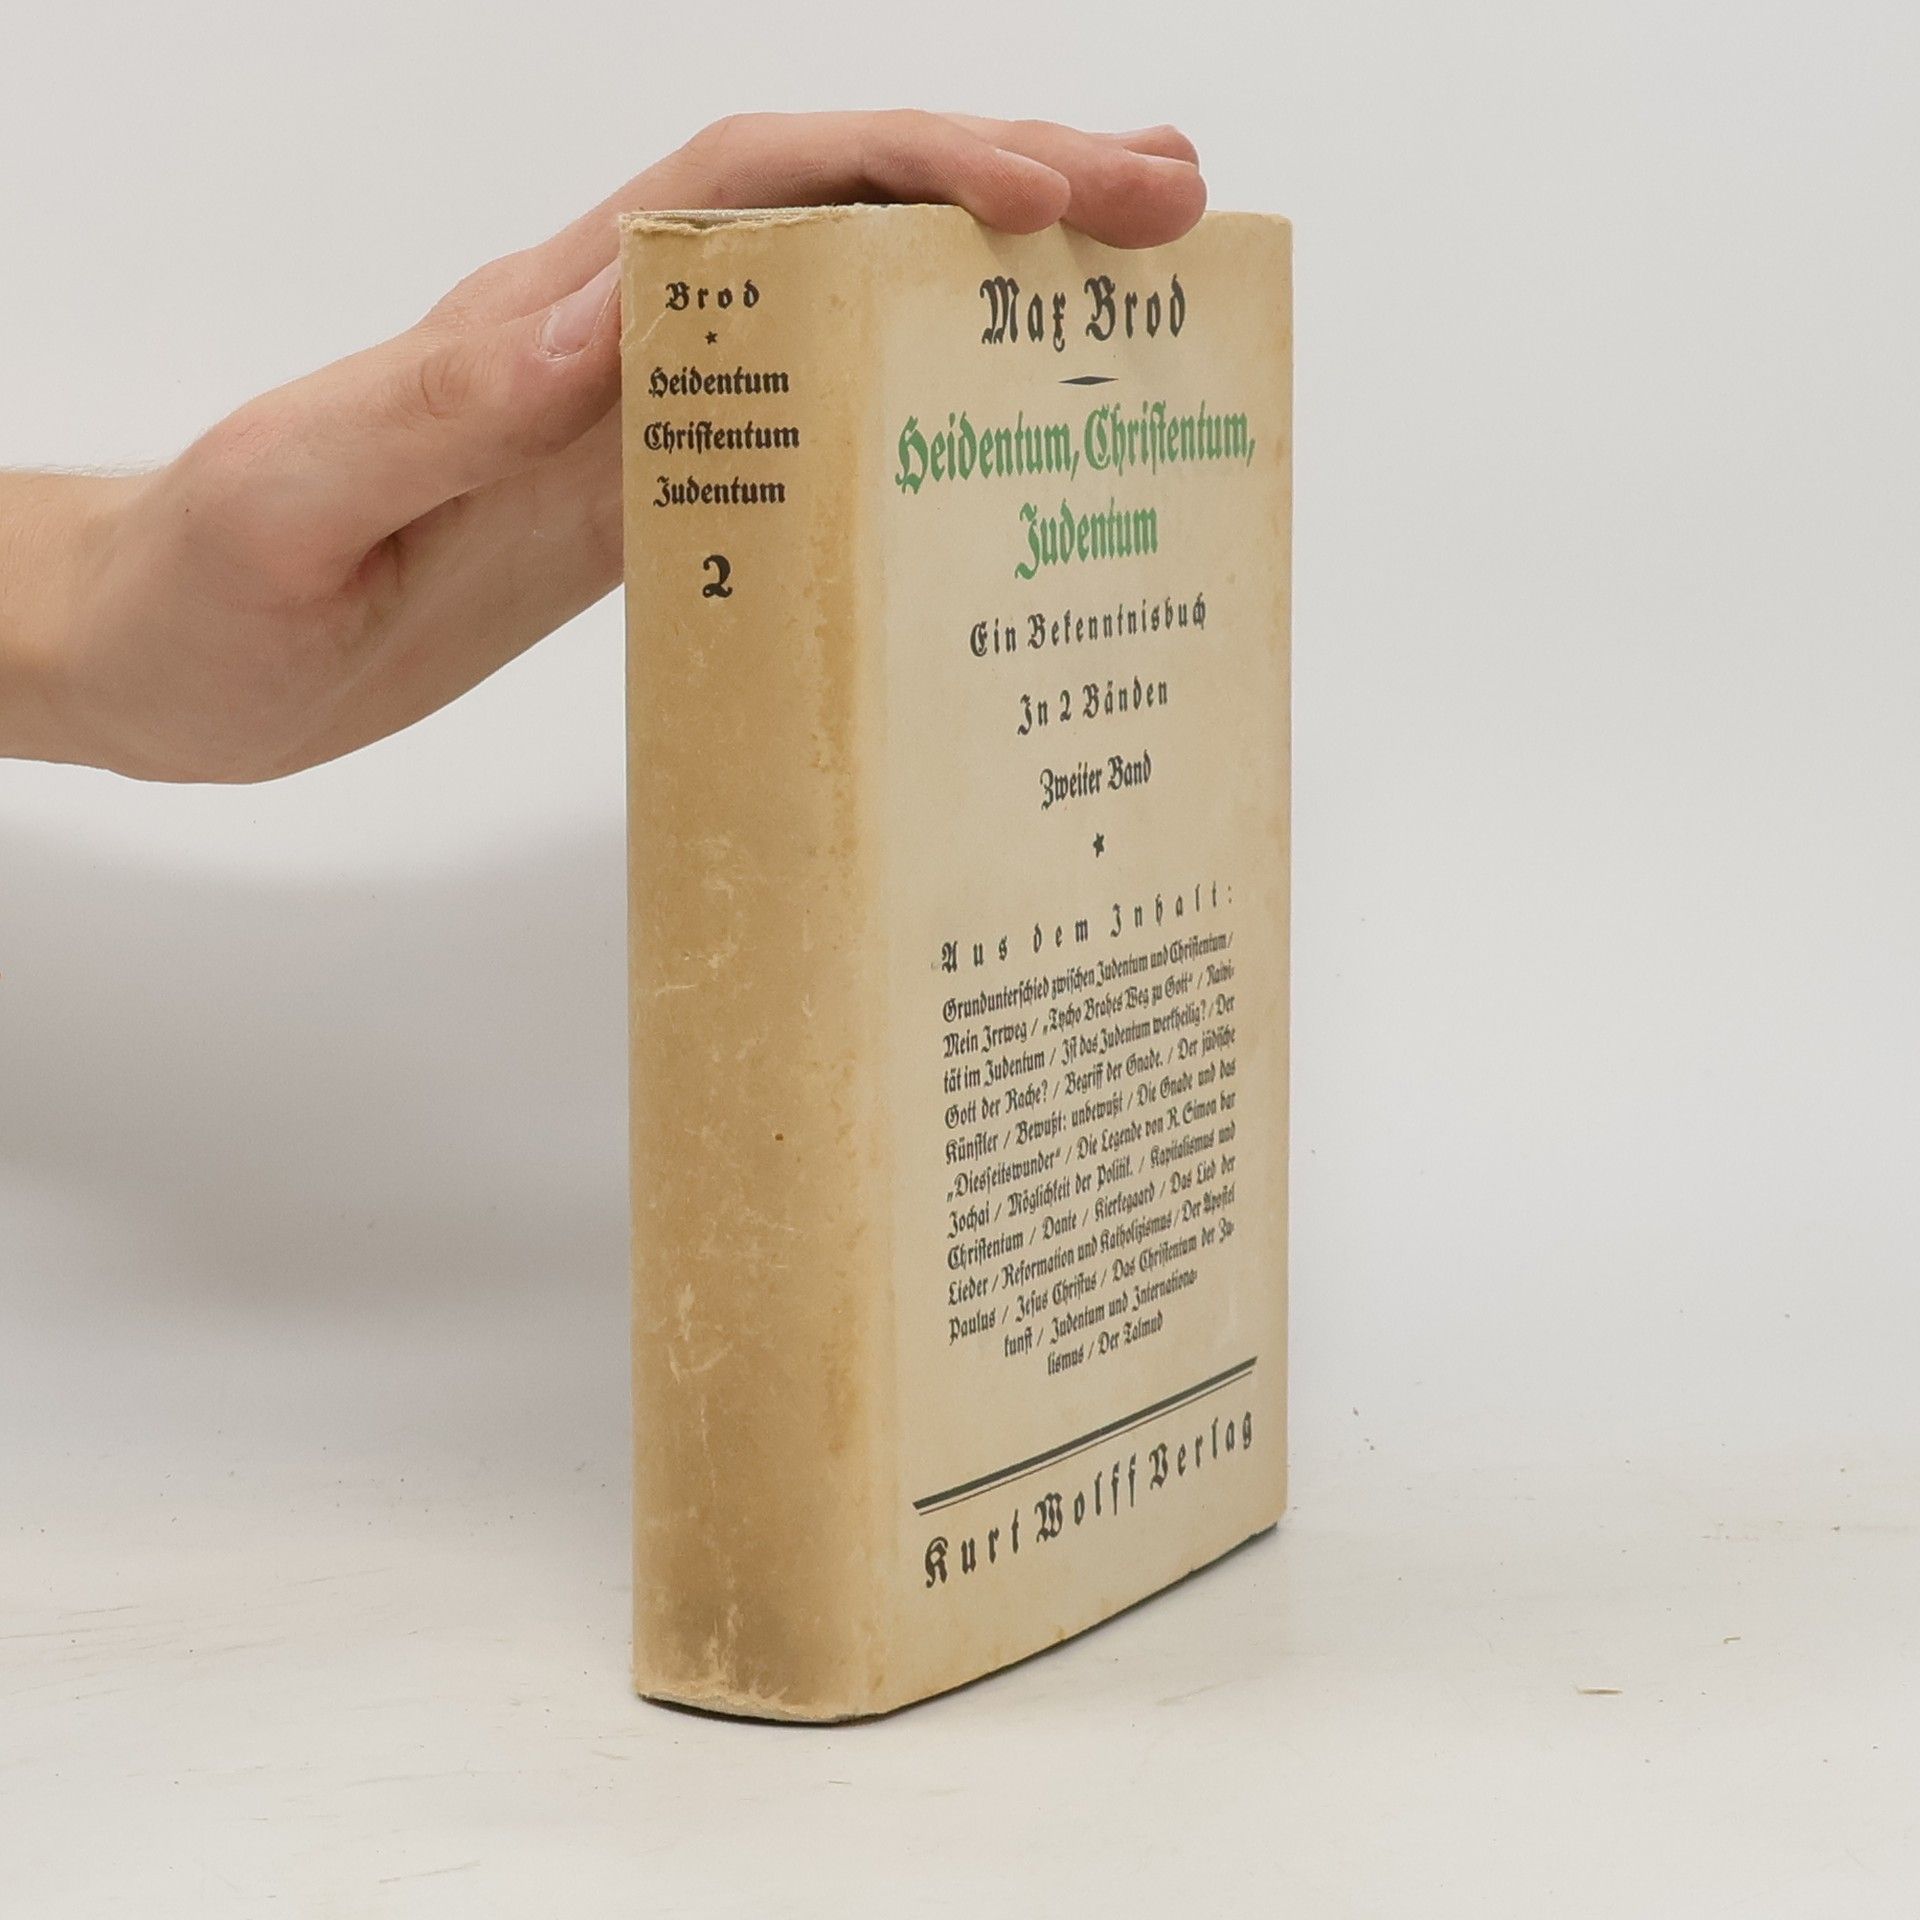 Brod
*
Heidentum
Christentum
Judentum
2
Max Brod
Heidentum, Christentum,
Judentum
Ein Bekenntnisbuch
In 2 Bänden
Zweiter Band
*
Aus dem Inhalt:
Grundunterschied zwischen Judentum und Christentum /
Mein Irrweg / „Tycho Brahes Weg zu Gott“ / Naivi-
tät im Judentum / Ist das Judentum werkheilig? / Der
Gott der Rache? / Begriff der Gnade. / Der jüdische
Künstler / Bewußt: unbewußt / Die Gnade und das
„Diesseitswunder“ / Die Legende von R. Simon bar
Jochai / Möglichkeit der Politik. / Kapitalismus und
Christentum / Dante / Kierkegaard / Das Lied der
Lieder / Reformation und Katholizismus / Der Apostel
Paulus / Jesus Christus / Das Christentum der Zu-
kunft / Judentum und Internationa-
lismus / Der Talmud
Kurt Wolff Verlag